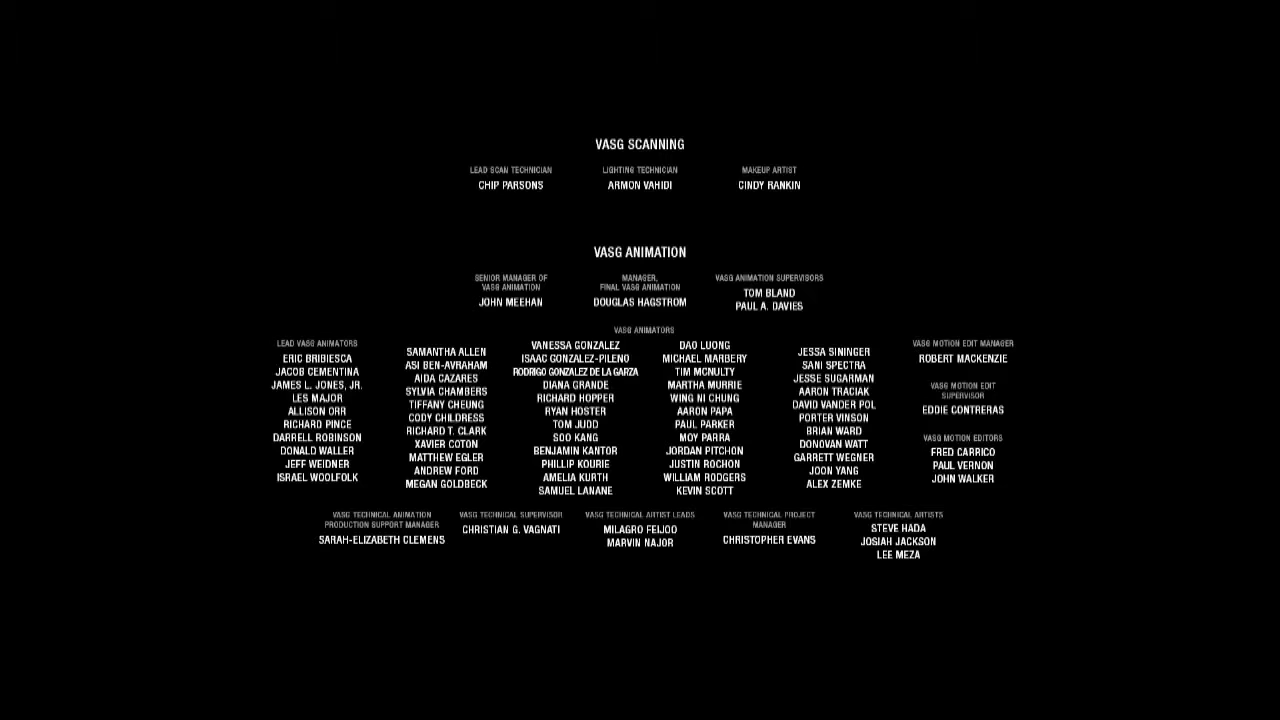 VASG SCANNING
LEAD SCAN TECHNICIAN
CHIP PARSONS
LIGHTING TECHNICIAN
ARMON VAHIDI
MAKEUP ARTIST
CINDY RANKIN
VASG ANIMATION
SENIOR MANAGER OF
VASG ANIMATION
JOHN MEEHAN
MANAGER,
FINAL VASG ANIMATION
DOUGLAS HAGSTROM
VASG ANIMATION SUPERVISORS
TOM BLAND
PAUL A. DAVIES
LEAD VASG ANIMATORS
ERIC BRIBIESCA
JACOB CEMENTINA
JAMES L. JONES, JR.
LES MAJOR
ALLISON ORR
RICHARD PINCE
DARRELL ROBINSON
DONALD WALLER
JEFF WEIDNER
ISRAEL WOOLFOLK
VASG ANIMATORS
SAMANTHA ALLEN
ASI BEN-AVRAHAM
AIDA CAZARES
SYLVIA CHAMBERS
TIFFANY CHEUNG
CODY CHILDRESS
RICHARD T. CLARK
XAVIER COTON
MATTHEW EGLER
ANDREW FORD
MEGAN GOLDBECK
VANESSA GONZALEZ
ISAAC GONZALEZ-PILENO
RODRIGO GONZALEZ DE LA GARZA
DIANA GRANDE
RICHARD HOPPER
RYAN HOSTER
TOM JUDD
SOO KANG
BENJAMIN KANTOR
PHILLIP KOURIE
AMELIA KURTH
SAMUEL LANANE
DAO LUONG
MICHAEL MARBERY
TIM MCNULTY
MARTHA MURRIE
WING NI CHUNG
AARON PAPA
PAUL PARKER
MOY PARRA
JORDAN PITCHON
JUSTIN ROCHON
WILLIAM RODGERS
KEVIN SCOTT
JESSA SININGER
SANI SPECTRA
JESSE SUGARMAN
AARON TRACIAK
DAVID VANDER POL
PORTER VINSON
BRIAN WARD
DONOVAN WATT
GARRETT WEGNER
JOON YANG
ALEX ZEMKE
VASG MOTION EDIT MANAGER
ROBERT MACKENZIE
VASG MOTION EDIT
SUPERVISOR
EDDIE CONTRERAS
VASG MOTION EDITORS
FRED CARRICO
PAUL VERNON
JOHN WALKER
VASG TECHNICAL ANIMATION
PRODUCTION SUPPORT MANAGER
SARAH-ELIZABETH CLEMENS
VASG TECHNICAL SUPERVISOR
CHRISTIAN G. VAGNATI
VASG TECHNICAL ARTIST LEADS
MILAGRO FEIJOO
MARVIN NAJOR
VASG TECHNICAL PROJECT
MANAGER
CHRISTOPHER EVANS
VASG TECHNICAL ARTISTS
STEVE HADA
JOSIAH JACKSON
LEE MEZA